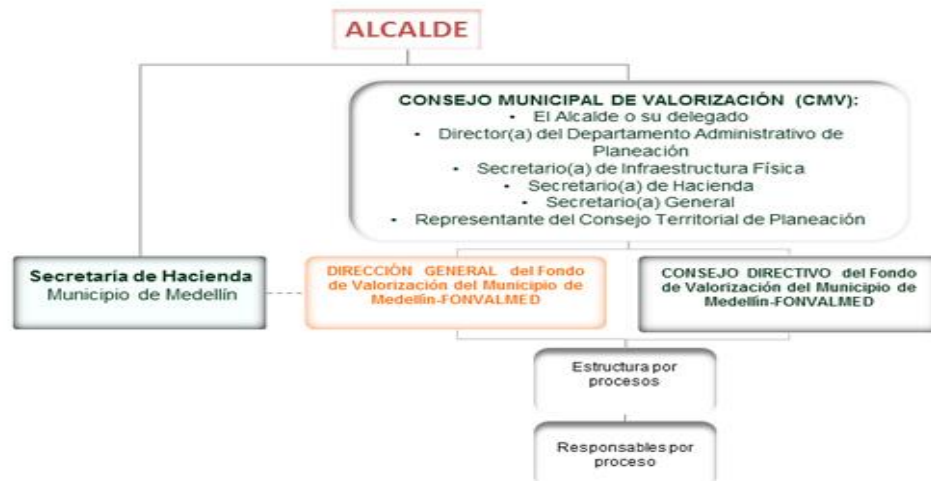 ALCALDE
CONSEJO MUNICIPAL DE VALORIZACIÓN (CMV):
• El Alcalde o su delegado
• Director(a) del Departamento Administrativo de
Planeación
• Secretario(a) de Infraestructura Física
• Secretario(a) de Hacienda
• Secretario(a) General
• Representante del Consejo Territorial de Planeación
Secretaría de Hacienda
Municipio de Medellín
DIRECCIÓN GENERAL del Fondo
de Valorización del Municipio de
Medellín-FONVALMED
CONSEJO DIRECTIVO del Fondo
de Valorización del Municipio de
Medellín-FONVALMED
Estructura por
procesos
Responsables por
proceso